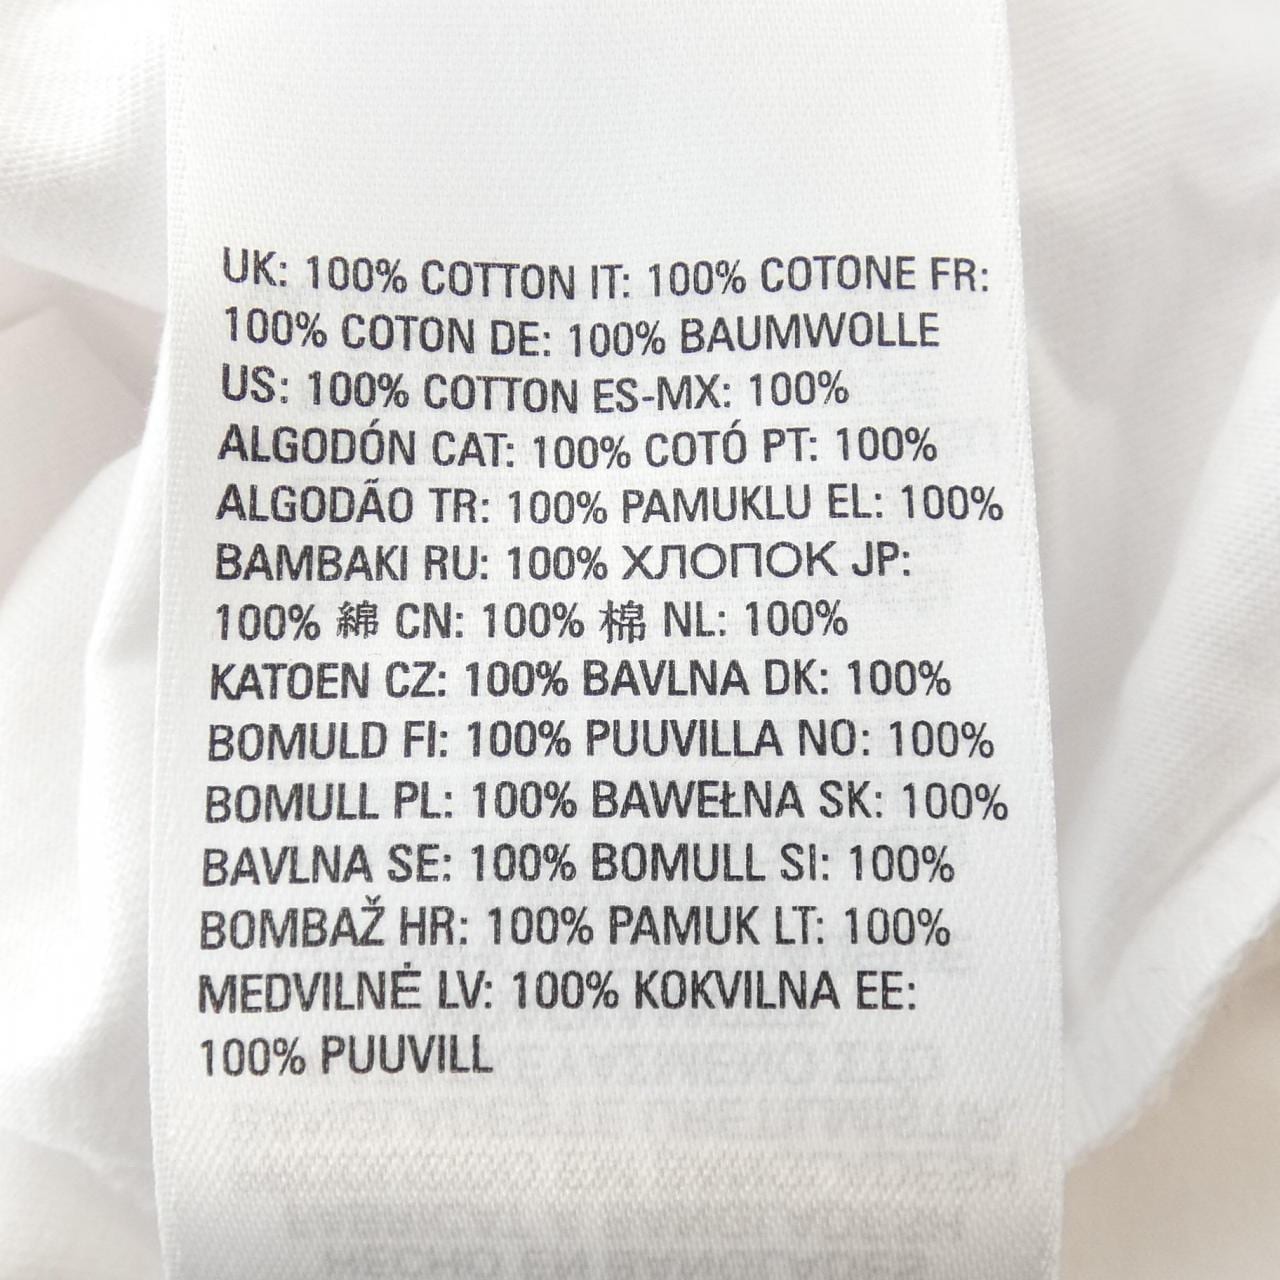 UK: 100% COTTON IT: 100% COTONE FR:
100% COTON DE: 100% BAUMWOLLE
US: 100% COTTON ES-MX: 100%
ALGODÓN CAT: 100% COTÓ PT: 100%
ALGODÃO TR: 100% PAMUKLU EL: 100%
BAMBAKI RU: 100% ХЛОПОК JP:
100% 綿 CN: 100% 棉 NL: 100%
KATOEN CZ: 100% BAVLNA DK: 100%
BOMULD FI: 100% PUUVILLA NO: 100%
BOMULL PL: 100% BAWEŁNA SK: 100%
BAVLNA SE: 100% BOMULL SI: 100%
BOMBAŽ HR: 100% PAMUK LT: 100%
MEDVILNĖ LV: 100% KOKVILNA EE:
100% PUUVILL